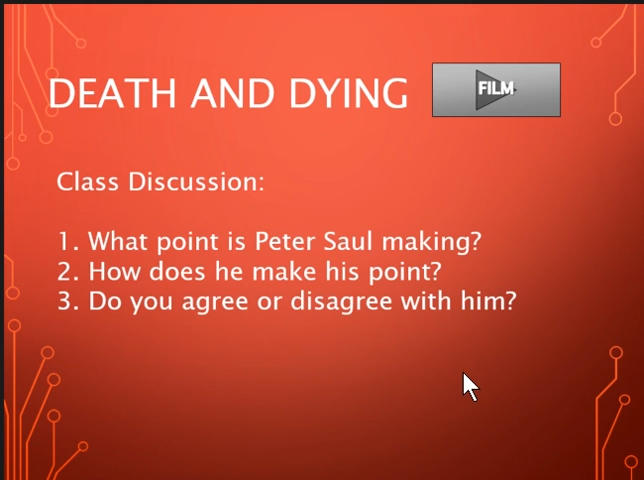 DEATH AND DYING
FILM
Class Discussion:
1. What point is Peter Saul making?
2. How does he make his point?
3. Do you agree or disagree with him?